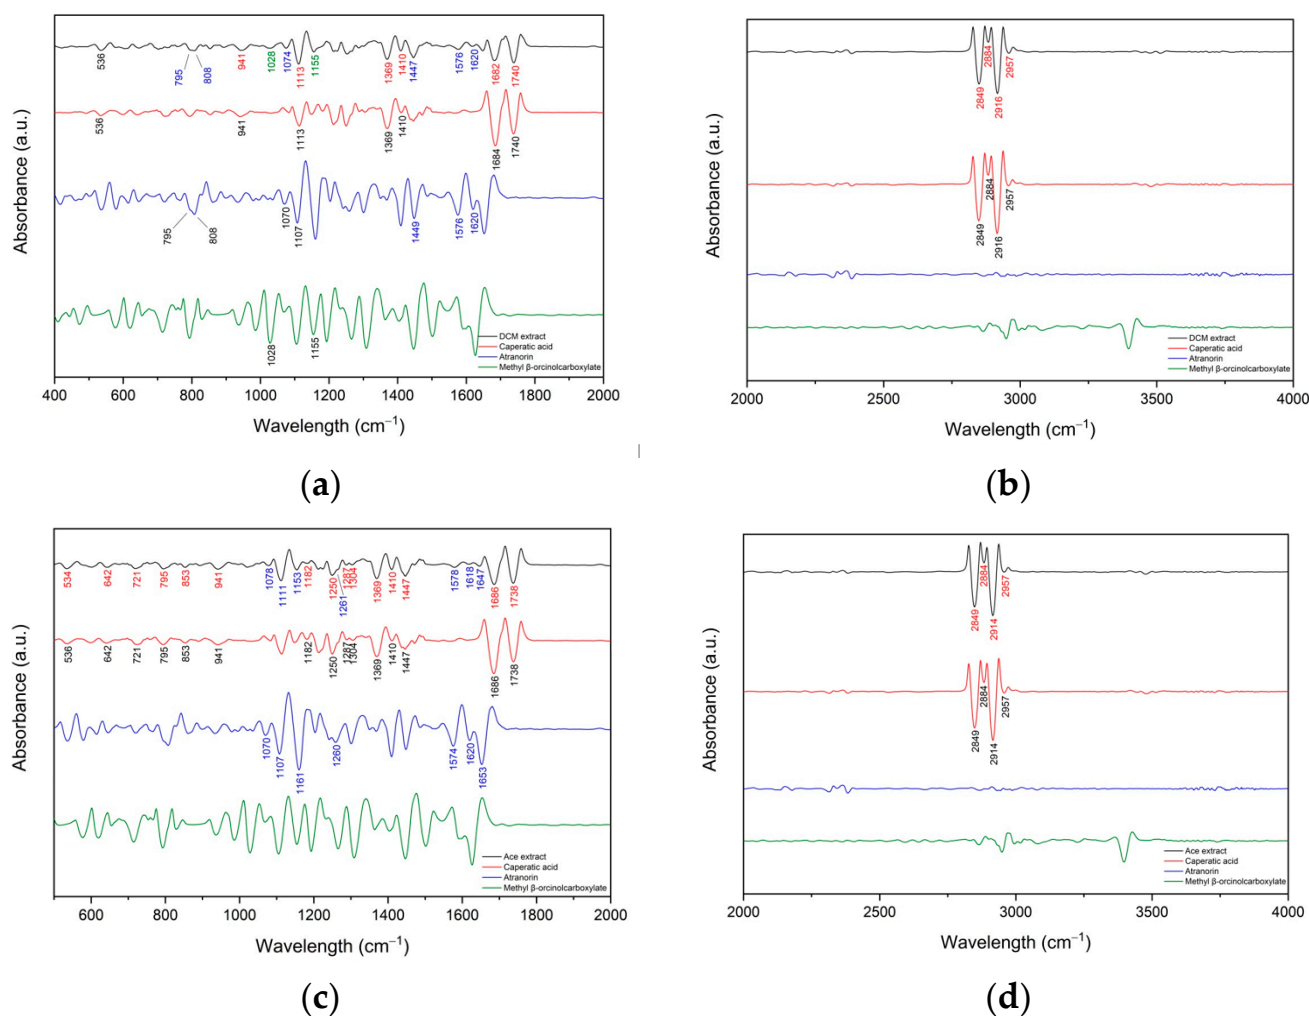 Absorbance (a.u.)
536
795
808
941
1028
1074
1113
1155
1369
1410
1447
1576
1620
1682
1740
536
941
1113
1369
1410
1684
1740
795
808
1070
1107
1449
1576
1620
1028
1155
DCM extract
Caperatic acid
Atranorin
Methyl β-orcinolcarboxylate
400 600 800 1000 1200 1400 1600 1800 2000
Wavelength (cm⁻¹)
(a)
Absorbance (a.u.)
2849
2884
2916
2957
2849
2884
2916
2957
DCM extract
Caperatic acid
Atranorin
Methyl β-orcinolcarboxylate
2000 2500 3000 3500 4000
Wavelength (cm⁻¹)
(b)
Absorbance (a.u.)
534
642
721
795
853
941
1078
1111
1153
1182
1250
1261
1287
1304
1369
1410
1447
1578
1618
1647
1686
1738
536
642
721
795
853
941
1182
1250
1287
1304
1369
1410
1447
1686
1738
1070
1107
1161
1260
1574
1620
1653
Ace extract
Caperatic acid
Atranorin
Methyl β-orcinolcarboxylate
600 800 1000 1200 1400 1600 1800 2000
Wavelength (cm⁻¹)
(c)
Absorbance (a.u.)
2849
2884
2914
2957
2849
2884
2914
2957
Ace extract
Caperatic acid
Atranorin
Methyl β-orcinolcarboxylate
2000 2500 3000 3500 4000
Wavelength (cm⁻¹)
(d)